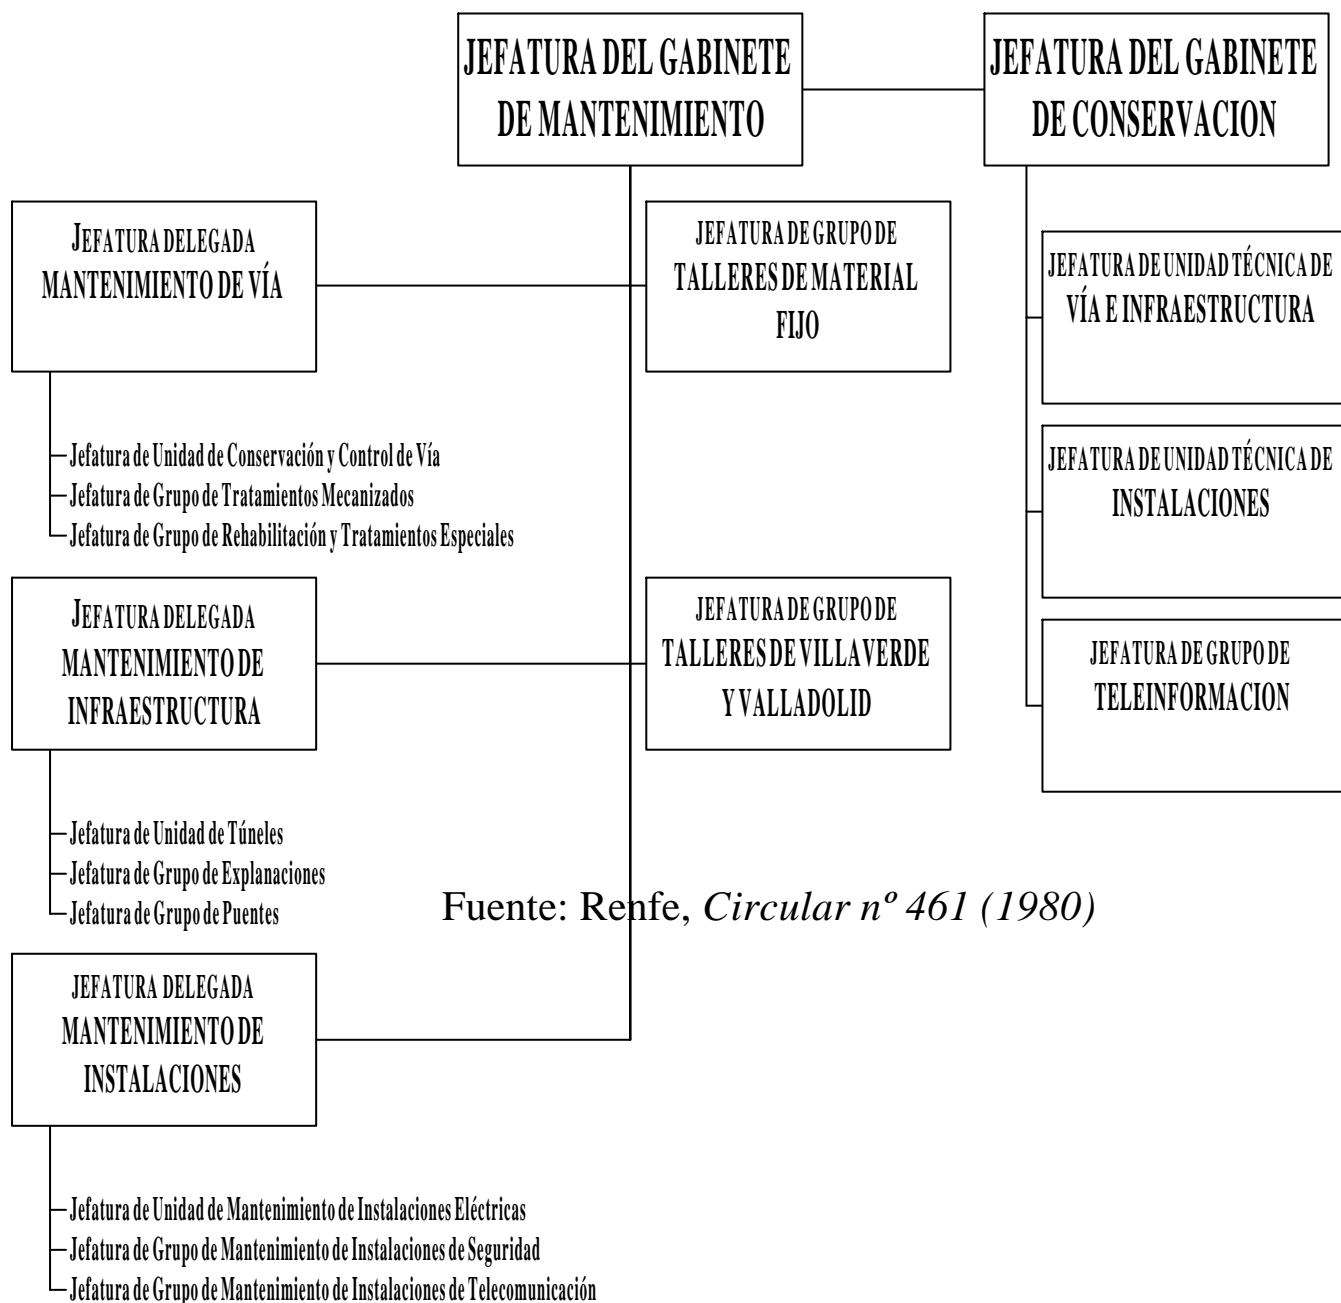 JEFATURA DEL GABINETE
DE MANTENIMIENTO
JEFATURA DEL GABINETE
DE CONSERVACION
JEFATURA DELEGADA
MANTENIMIENTO DE VÍA
JEFATURA DE GRUPO DE
TALLERES DE MATERIAL
FIJO
JEFATURA DE UNIDAD TÉCNICA DE
VÍA E INFRAESTRUCTURA
Jefatura de Unidad de Conservación y Control de Vía
Jefatura de Grupo de Tratamientos Mecanizados
Jefatura de Grupo de Rehabilitación y Tratamientos Especiales
JEFATURA DE UNIDAD TÉCNICA DE
INSTALACIONES
JEFATURA DELEGADA
MANTENIMIENTO DE
INFRAESTRUCTURA
JEFATURA DE GRUPO DE
TALLERES DE VILLAVERDE
Y VALLADOLID
JEFATURA DE GRUPO DE
TELEINFORMACION
Jefatura de Unidad de Túneles
Jefatura de Grupo de Explanaciones
Jefatura de Grupo de Puentes
Fuente: Renfe, Circular nº 461 (1980)
JEFATURA DELEGADA
MANTENIMIENTO DE
INSTALACIONES
Jefatura de Unidad de Mantenimiento de Instalaciones Eléctricas
Jefatura de Grupo de Mantenimiento de Instalaciones de Seguridad
Jefatura de Grupo de Mantenimiento de Instalaciones de Telecomunicación